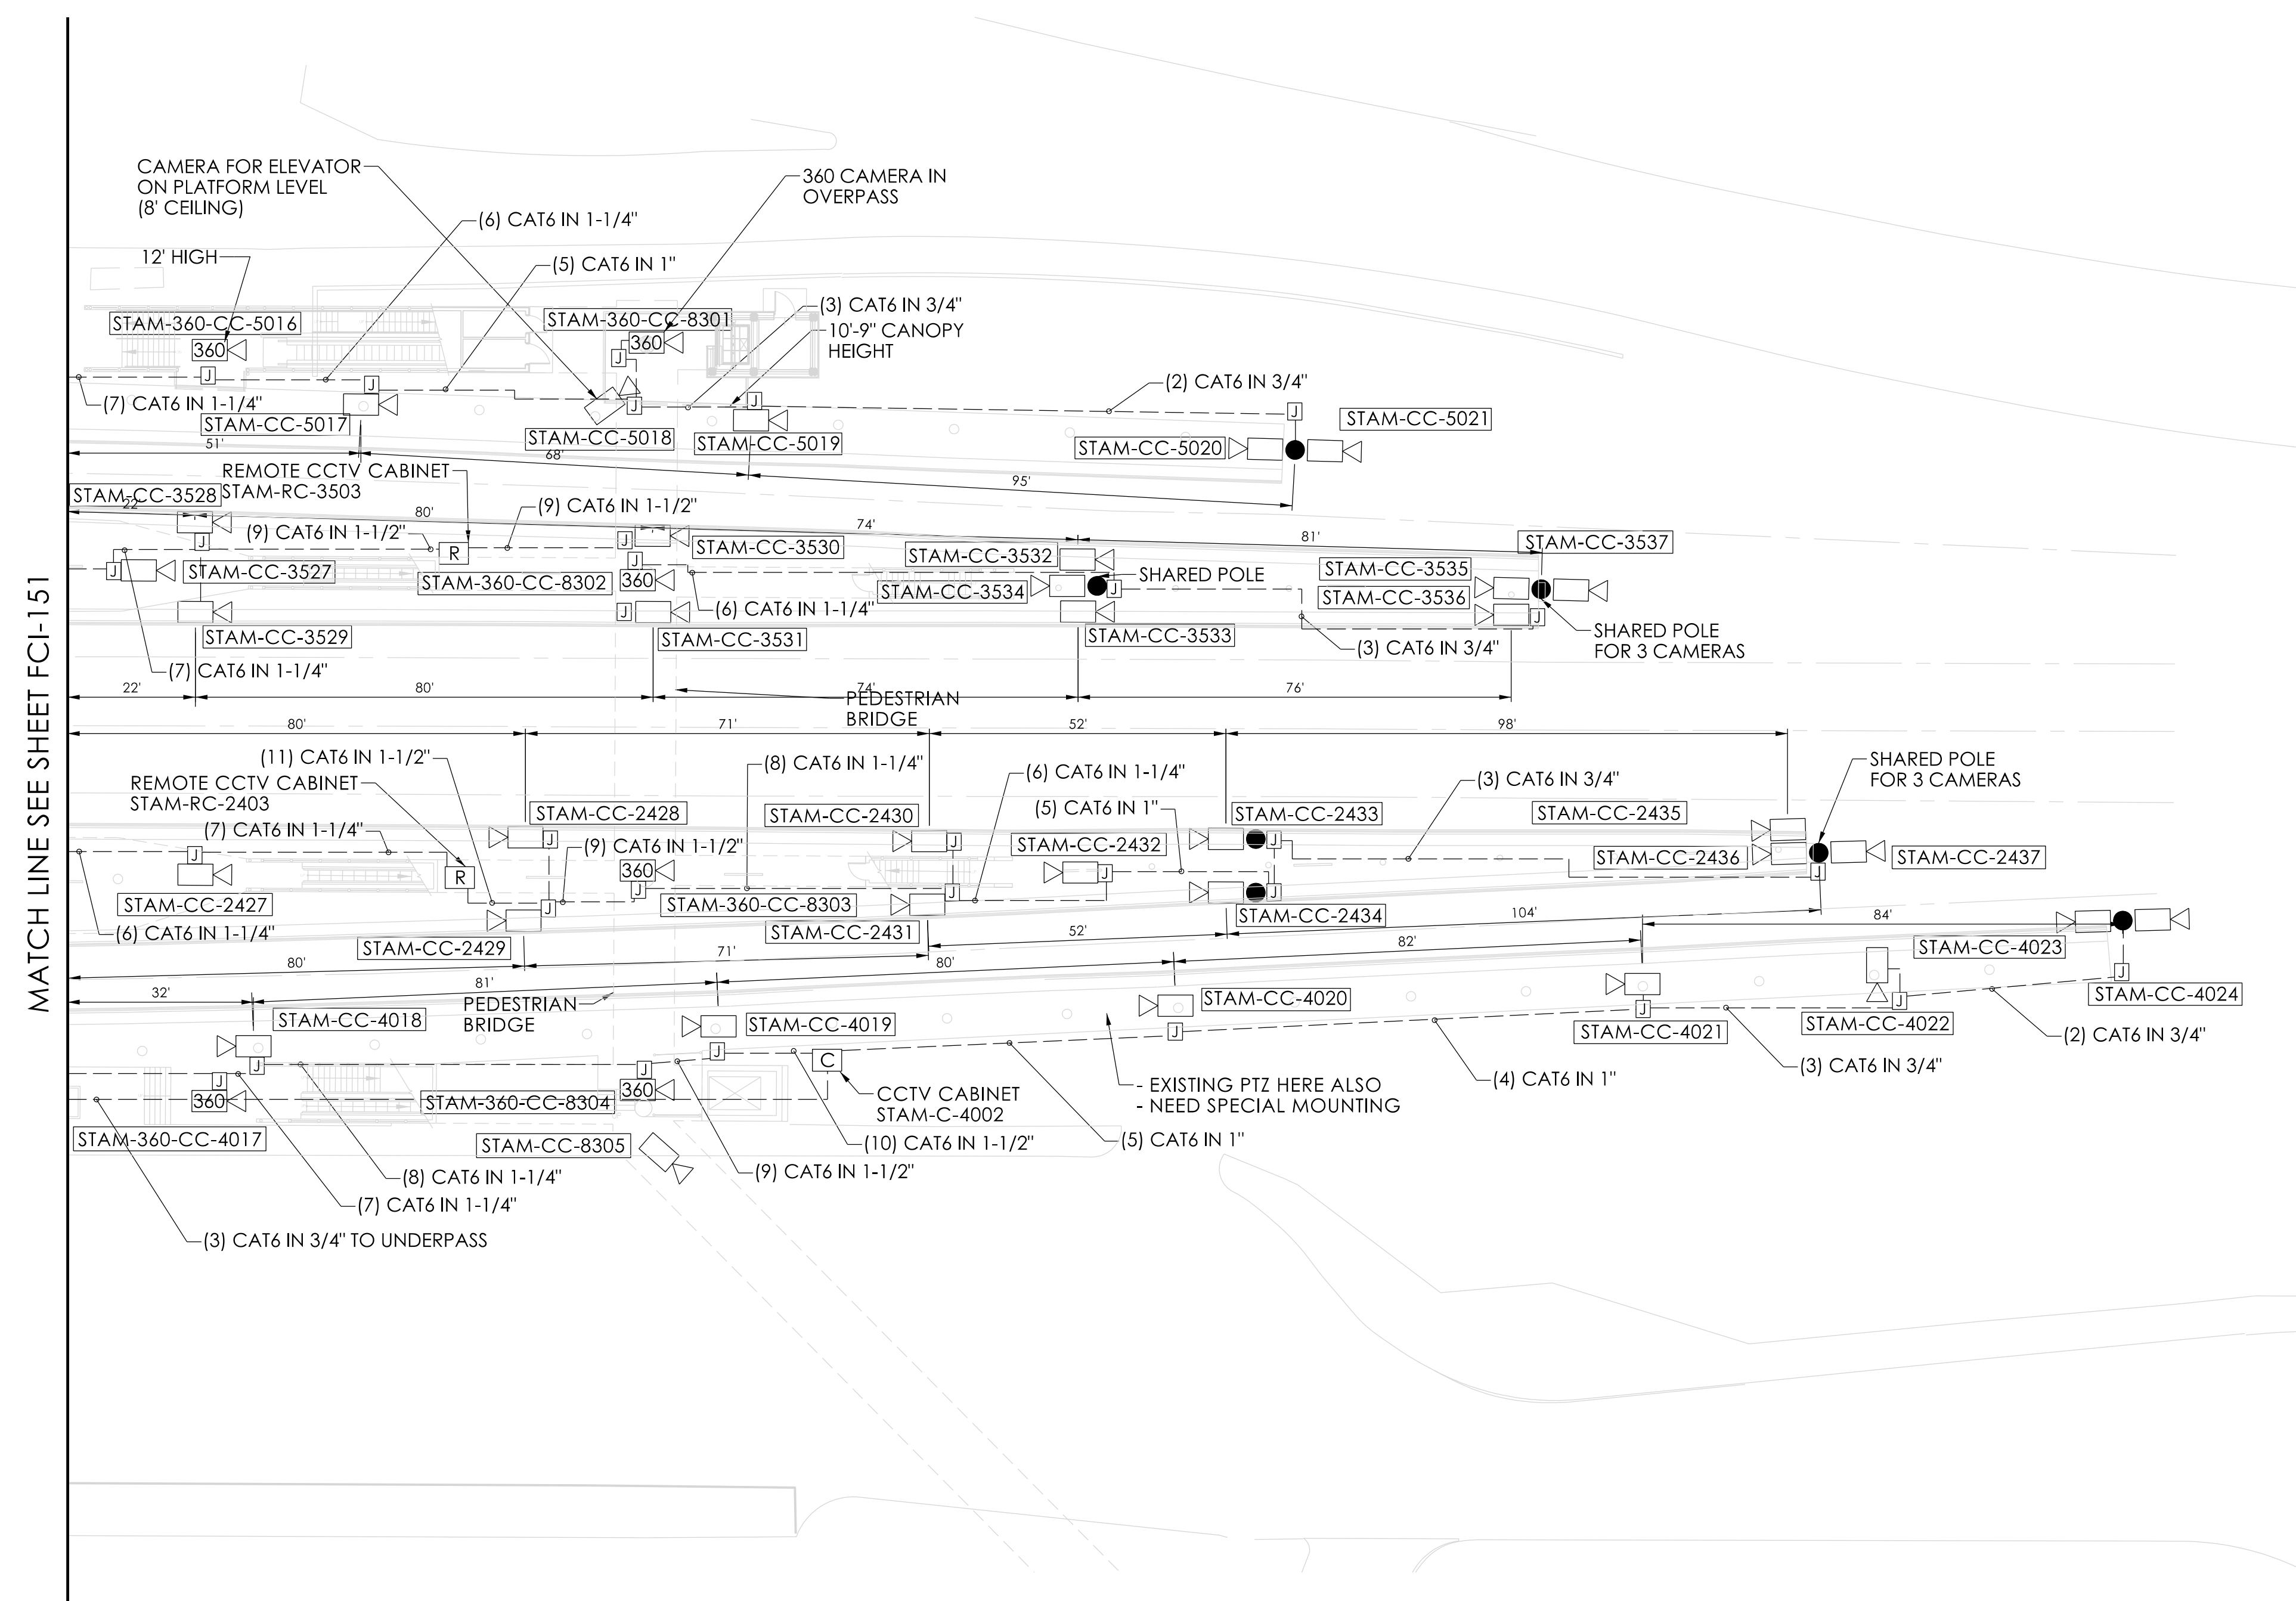 MATCH LINE SEE SHEET FCI-151
CAMERA FOR ELEVATOR
ON PLATFORM LEVEL
(8' CEILING)
360 CAMERA IN
OVERPASS
(6) CAT6 IN 1-1/4"
12' HIGH
(5) CAT6 IN 1"
(3) CAT6 IN 3/4"
10'-9" CANOPY
HEIGHT
STAM-360-CC-5016
STAM-360-CC-8301
360
360
J
J
J
J
J
J
(2) CAT6 IN 3/4"
(7) CAT6 IN 1-1/4"
STAM-CC-5017
STAM-CC-5018
STAM-CC-5019
STAM-CC-5020
STAM-CC-5021
51'
68'
95'
REMOTE CCTV CABINET
STAM-RC-3503
STAM-CC-3528
22'
80'
(9) CAT6 IN 1-1/2"
74'
81'
(9) CAT6 IN 1-1/2"
J
R
J
J
STAM-CC-3530
STAM-CC-3532
STAM-CC-3537
J
STAM-CC-3527
STAM-360-CC-8302
360
STAM-CC-3534
SHARED POLE
J
STAM-CC-3535
STAM-CC-3536
J
J
(6) CAT6 IN 1-1/4"
STAM-CC-3529
STAM-CC-3531
STAM-CC-3533
SHARED POLE
FOR 3 CAMERAS
(3) CAT6 IN 3/4"
(7) CAT6 IN 1-1/4"
22'
80'
74'
76'
PEDESTRIAN
BRIDGE
80'
71'
52'
98'
(11) CAT6 IN 1-1/2"
(8) CAT6 IN 1-1/4"
(6) CAT6 IN 1-1/4"
(3) CAT6 IN 3/4"
SHARED POLE
FOR 3 CAMERAS
REMOTE CCTV CABINET
STAM-RC-2403
(5) CAT6 IN 1"
STAM-CC-2428
STAM-CC-2430
STAM-CC-2433
STAM-CC-2435
(7) CAT6 IN 1-1/4"
(9) CAT6 IN 1-1/2"
STAM-CC-2432
J
J
J
J
STAM-CC-2436
STAM-CC-2437
R
360
J
J
J
J
J
J
STAM-CC-2427
STAM-360-CC-8303
STAM-CC-2434
(6) CAT6 IN 1-1/4"
STAM-CC-2429
STAM-CC-2431
52'
104'
84'
80'
71'
82'
STAM-CC-4023
32'
81'
80'
PEDESTRIAN
BRIDGE
STAM-CC-4018
STAM-CC-4019
STAM-CC-4020
STAM-CC-4021
STAM-CC-4022
STAM-CC-4024
J
J
J
J
J
J
J
J
C
360
360
(2) CAT6 IN 3/4"
(3) CAT6 IN 3/4"
(4) CAT6 IN 1"
- EXISTING PTZ HERE ALSO
- NEED SPECIAL MOUNTING
CCTV CABINET
STAM-C-4002
STAM-360-CC-8304
STAM-360-CC-4017
STAM-CC-8305
(10) CAT6 IN 1-1/2"
(5) CAT6 IN 1"
(9) CAT6 IN 1-1/2"
(8) CAT6 IN 1-1/4"
(7) CAT6 IN 1-1/4"
(3) CAT6 IN 3/4" TO UNDERPASS